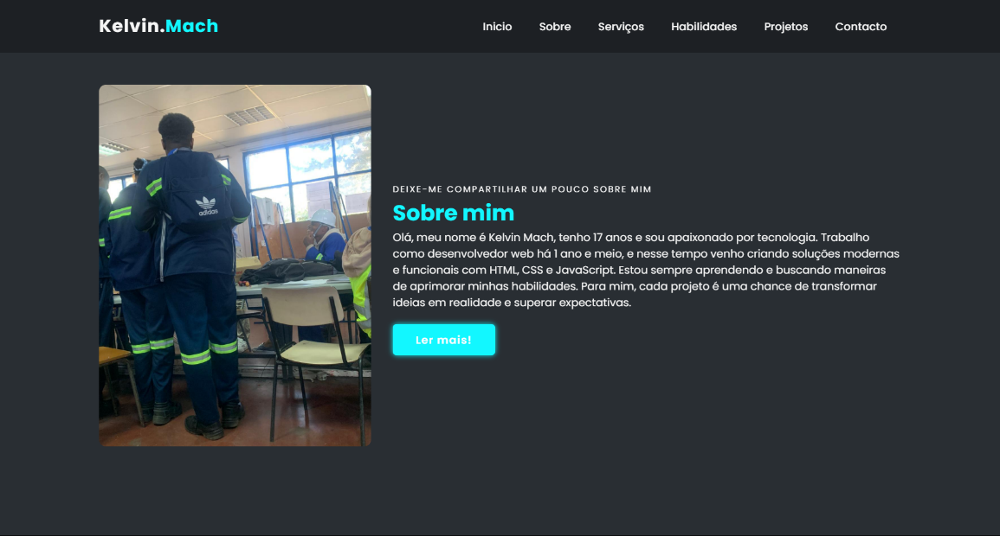 Kelvin.Mach
Inicio Sobre Serviços Habilidades Projetos Contacto
adidas
DEIXE-ME COMPARTILHAR UM POUCO SOBRE MIM
Sobre mim
Olá, meu nome é Kelvin Mach, tenho 17 anos e sou apaixonado por tecnologia. Trabalho
como desenvolvedor web há 1 ano e meio, e nesse tempo venho criando soluções modernas
e funcionais com HTML, CSS e JavaScript. Estou sempre aprendendo e buscando maneiras
de aprimorar minhas habilidades. Para mim, cada projeto é uma chance de transformar
ideias em realidade e superar expectativas.
Ler mais!